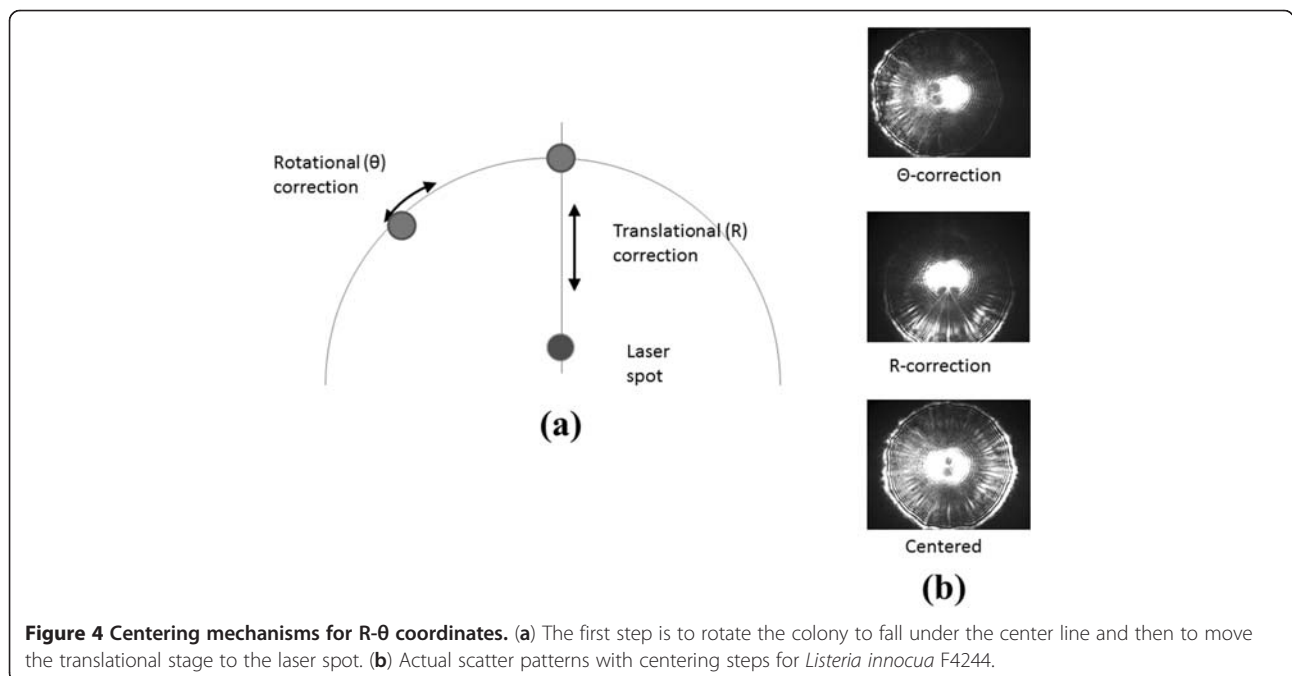 Rotational (θ)
correction
Translational (R)
correction
Laser
spot
(a)
Θ-correction
R-correction
Centered
(b)
Figure 4 Centering mechanisms for R-θ coordinates. (a) The first step is to rotate the colony to fall under the center line and then to move
the translational stage to the laser spot. (b) Actual scatter patterns with centering steps for Listeria innocua F4244.